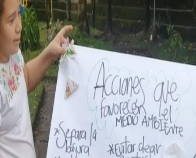 Acciones que
favorecen el
MEDIO AMBIENTE
*Separa la
basura
*Evitar dejar